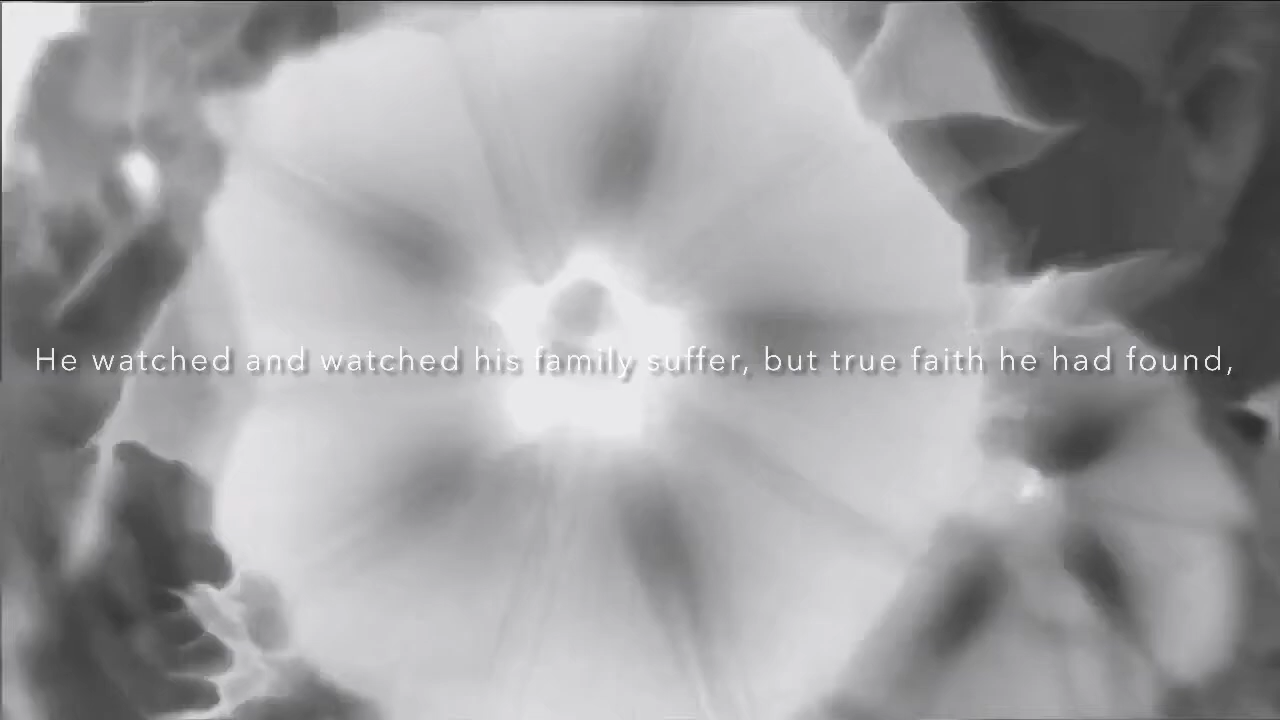 He watched and watched his family suffer, but true faith he had found,